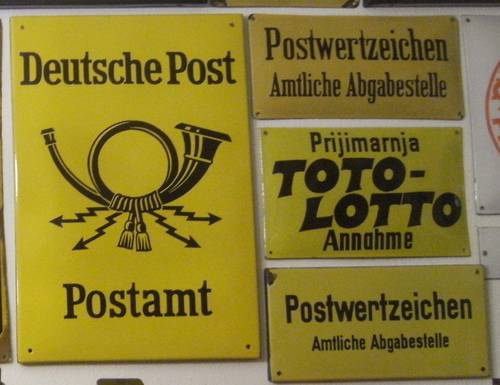 Deutsche Post
Postamt
Postwertzeichen
Amtliche Abgabestelle
Prijimarnja
TOTO-
LOTTO
Annahme
Postwertzeichen
Amtliche Abgabestelle